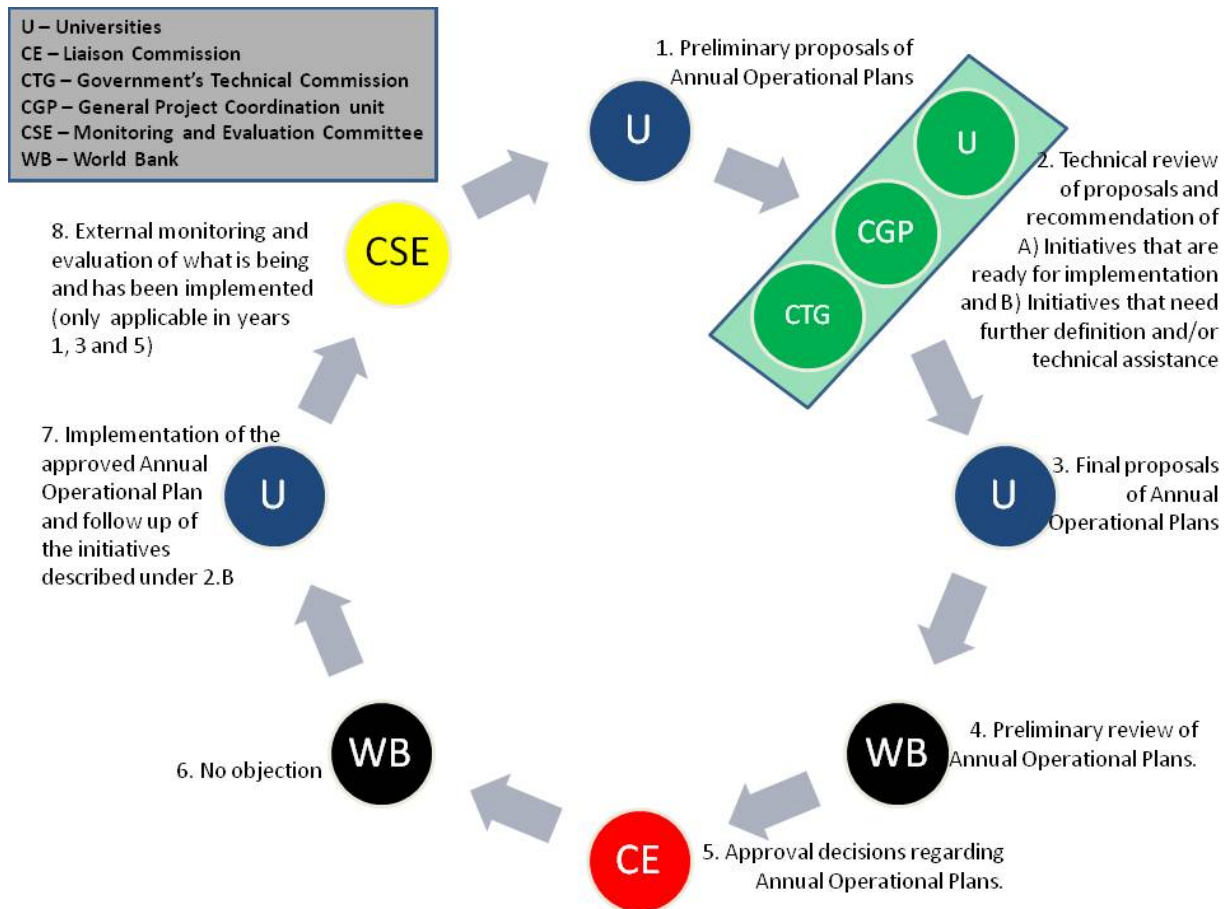 U – Universities
CE – Liaison Commission
CTG – Government's Technical Commission
CGP – General Project Coordination unit
CSE – Monitoring and Evaluation Committee
WB – World Bank
1. Preliminary proposals of
Annual Operational Plans
U
U
CGP
CTG
2. Technical review
of proposals and
recommendation of
A) Initiatives that are
ready for implementation
and B) Initiatives that need
further definition and/or
technical assistance
U
3. Final proposals
of Annual
Operational Plans
WB
4. Preliminary review of
Annual Operational Plans.
CE
5. Approval decisions regarding
Annual Operational Plans.
WB
6. No objection
U
7. Implementation of the
approved Annual
Operational Plan
and follow up of
the initiatives
described under 2.B
CSE
8. External monitoring and
evaluation of what is being
and has been implemented
(only applicable in years
1, 3 and 5)